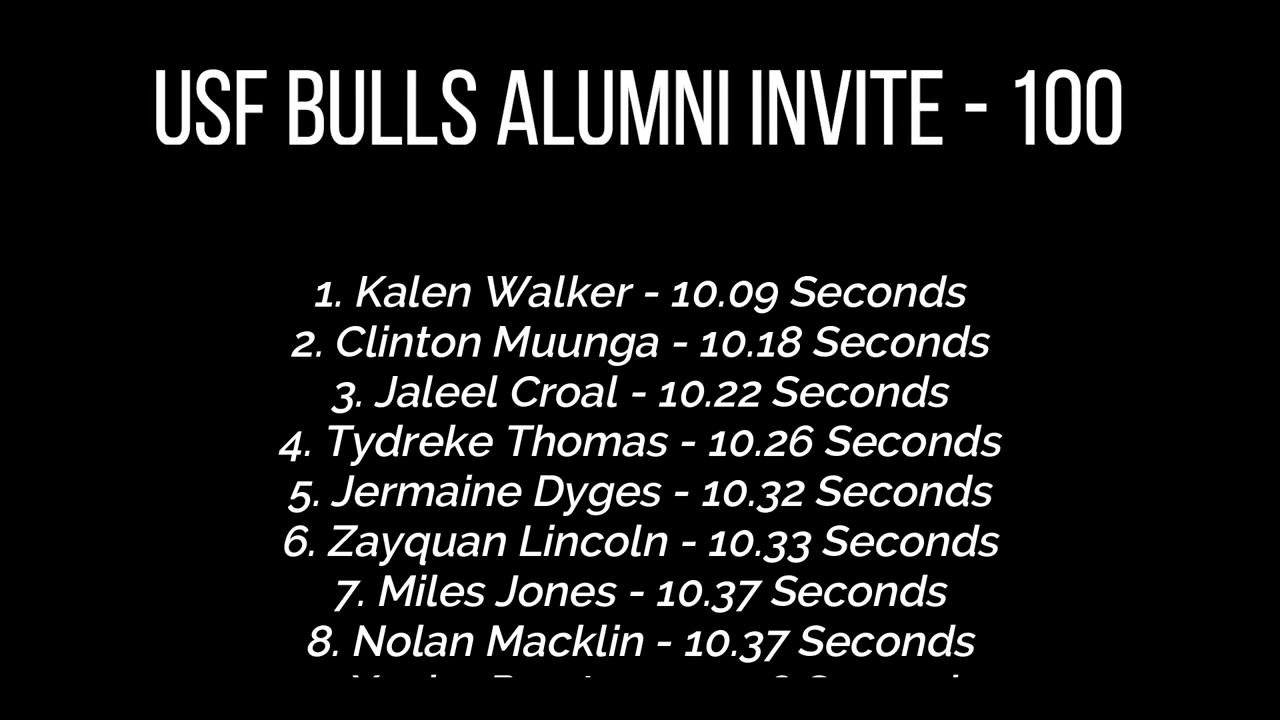 USF BULLS ALUMNI INVITE - 100
1. Kalen Walker - 10.09 Seconds
2. Clinton Muunga - 10.18 Seconds
3. Jaleel Croal - 10.22 Seconds
4. Tydreke Thomas - 10.26 Seconds
5. Jermaine Dyges - 10.32 Seconds
6. Zayquan Lincoln - 10.33 Seconds
7. Miles Jones - 10.37 Seconds
8. Nolan Macklin - 10.37 Seconds